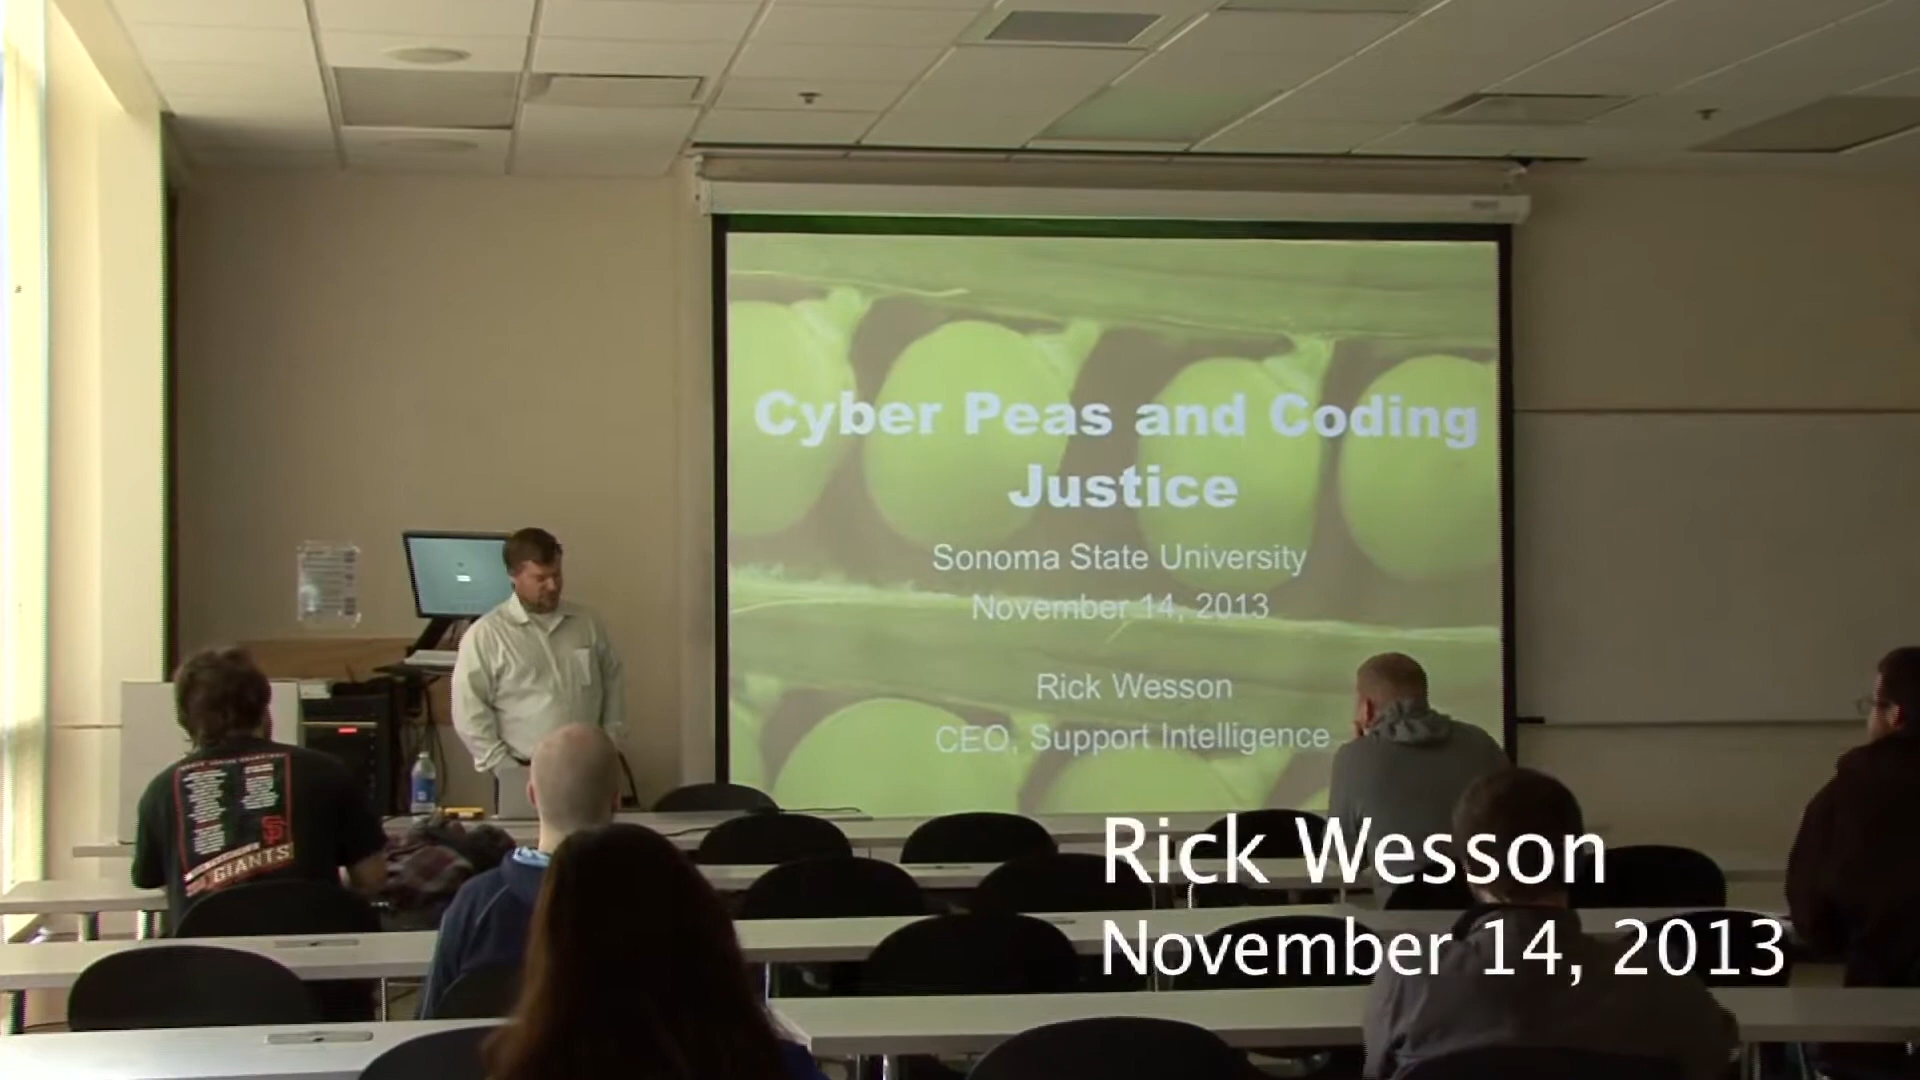 Cyber Peas and Coding
Justice
Sonoma State University
November 14, 2013
Rick Wesson
CEO, Support Intelligence
GIANTS
Rick Wesson
November 14, 2013